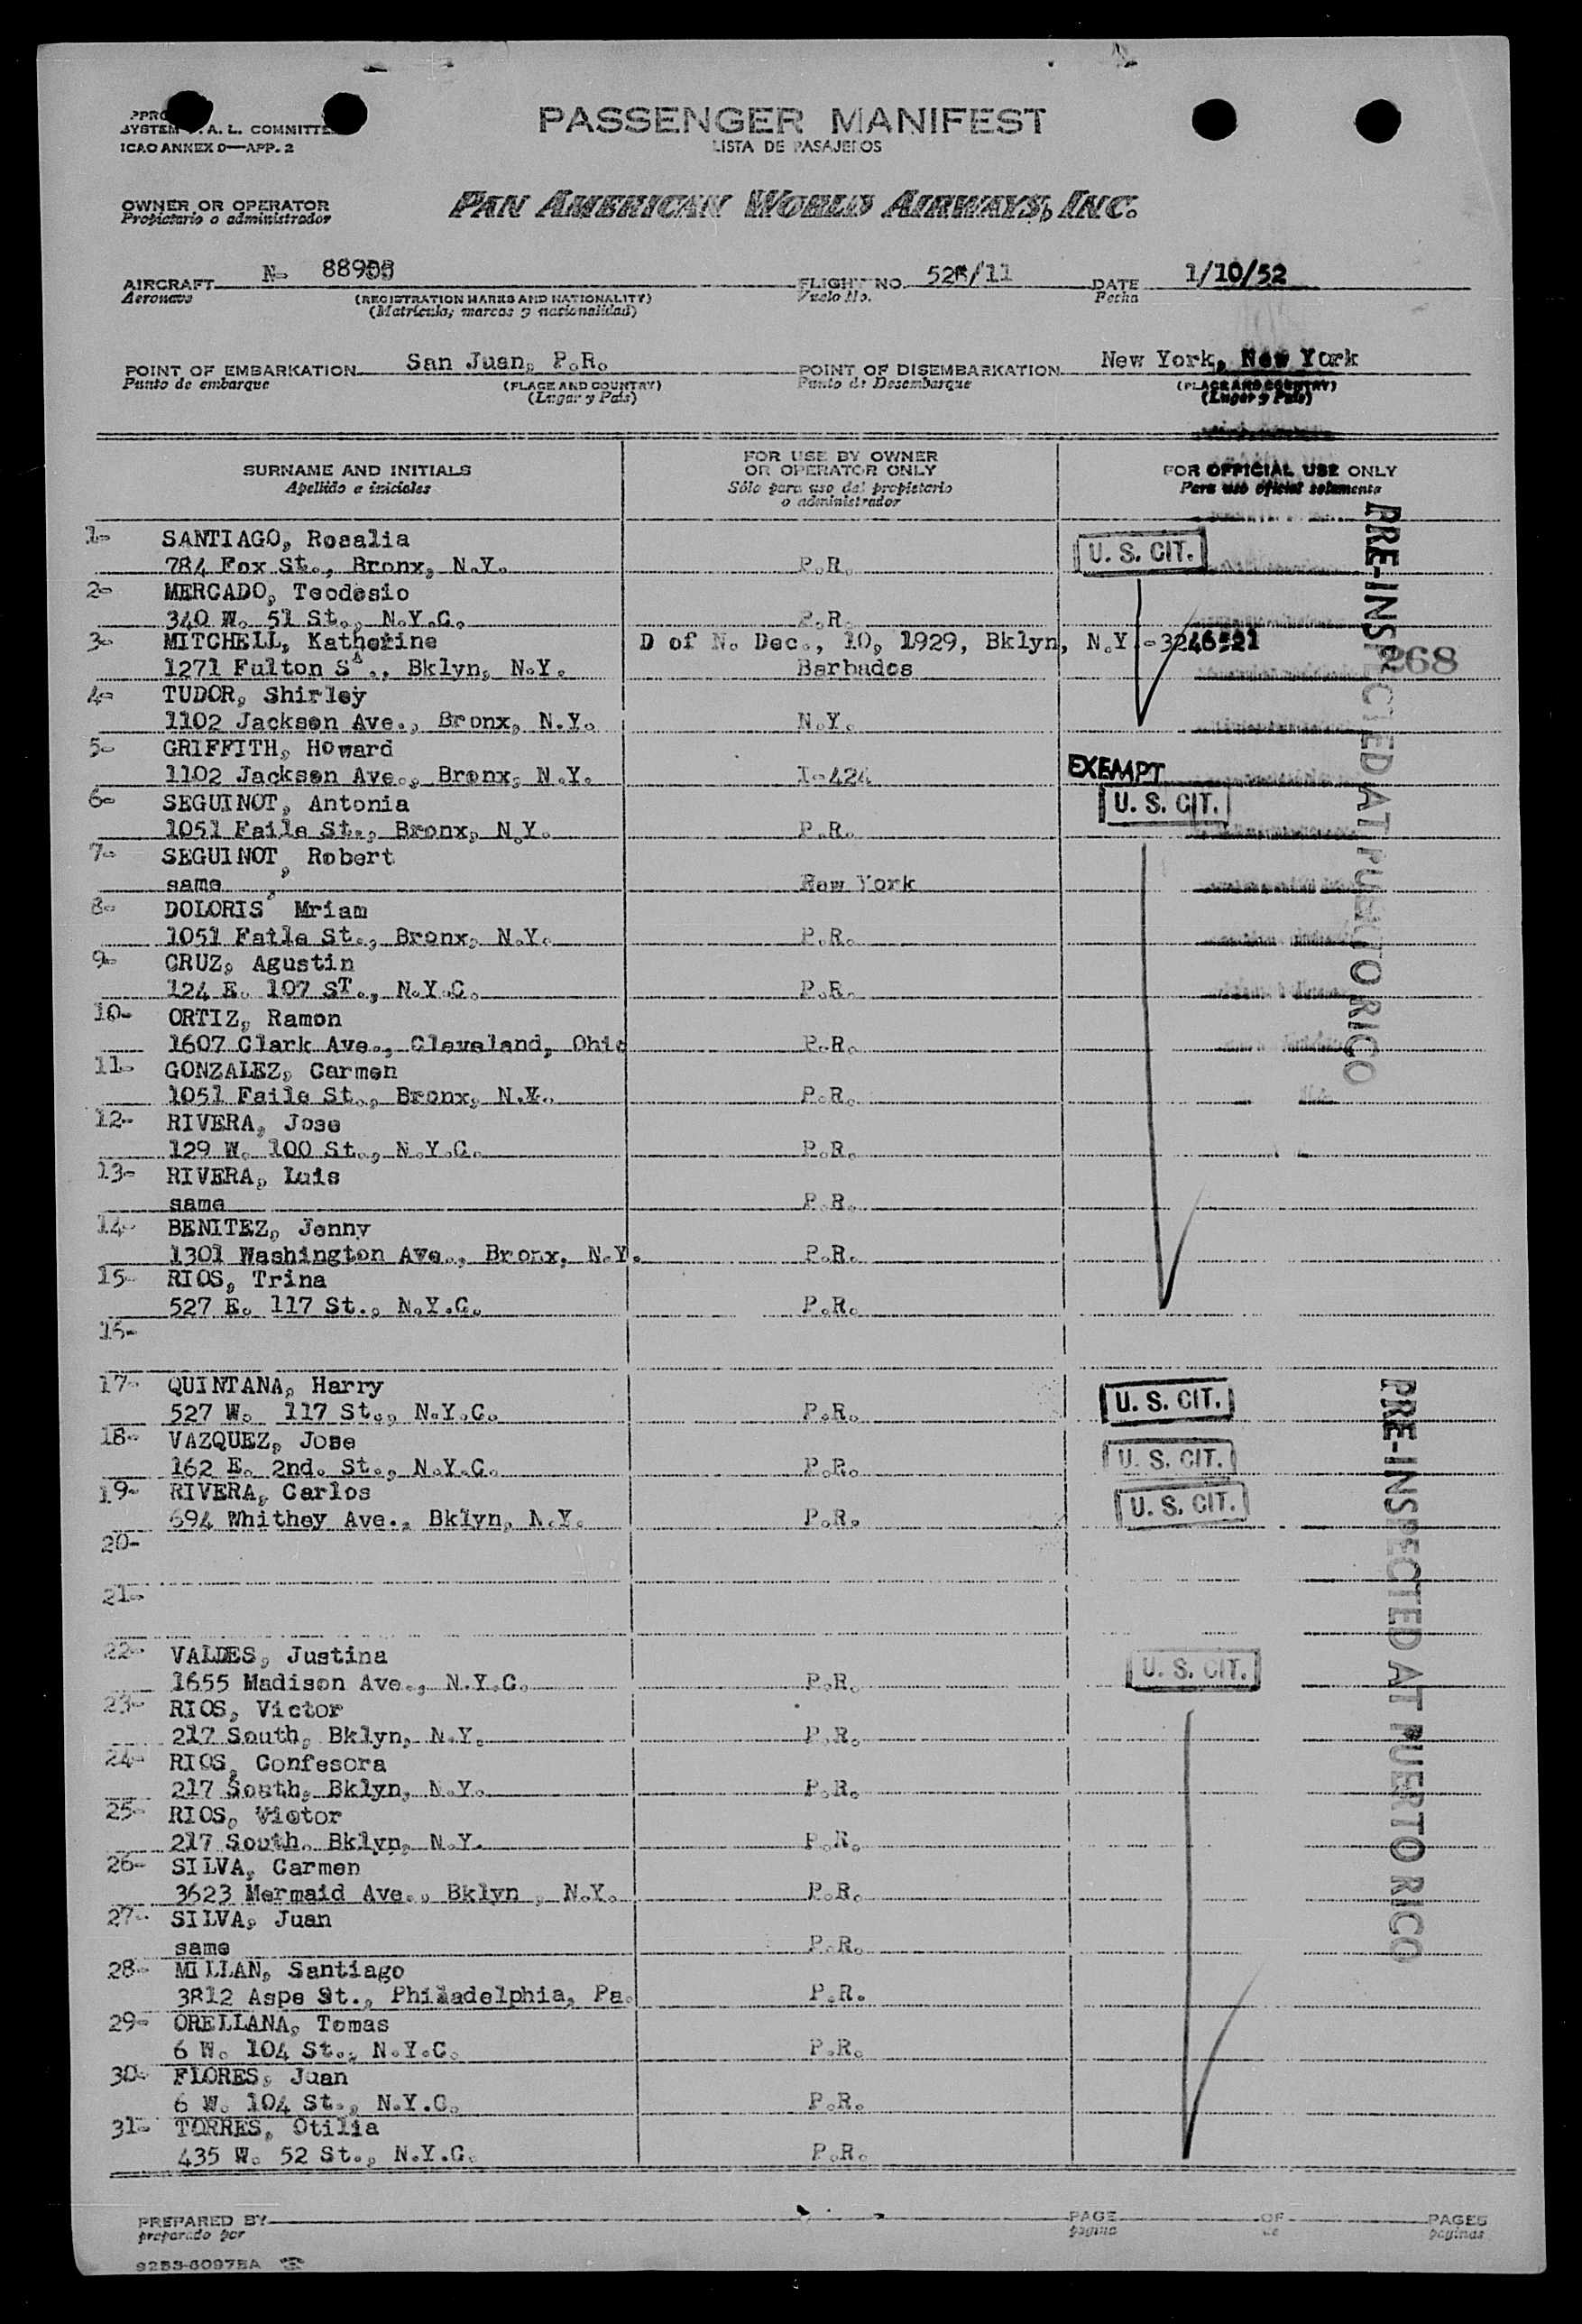 SYSTEM F. A. L. COMMITTEE
ICAO ANNEX 9—APP. 2
PASSENGER MANIFEST
LISTA DE PASAJEROS
OWNER OR OPERATOR
Propietario o administrador
PAN AMERICAN WORLD AIRWAYS, INC.
AIRCRAFT N- 889 FLIGHT NO. 52 /11 DATE 1/10/52
Aeronave (REGISTRATION MARKS AND NATIONALITY) Vuelo No. Fecha
(Matrícula; marcas y nacionalidad)
POINT OF EMBARKATION San Juan, P.R. POINT OF DISEMBARKATION New York, New York
Punto de embarque (PLACE AND COUNTRY) Punto de Desembarque (PLACE AND COUNTRY)
(Lugar y País) (Lugar y País)
SURNAME AND INITIALS FOR USE BY OWNER OR OPERATOR ONLY FOR OFFICIAL USE ONLY
Apellido e iniciales Sólo para uso del propietario o administrador Para uso oficial solamente
1- SANTIAGO, Rosalia
784 Fox St., Bronx, N.Y. P.R. U. S. CIT.
2- MERCADO, Teodosio
340 W. 51 St., N.Y.C. P.R.
3- MITCHELL, Katherine D of N. Dec., 10, 1929, Bklyn, N.Y.-3246521
1271 Fulton St., Bklyn, N.Y. Barbados 268
4- TUDOR, Shirley
1102 Jackson Ave., Bronx, N.Y. N.Y.
5- GRIFFITH, Howard
1102 Jackson Ave., Bronx, N.Y. I-424 EXEMPT
6- SEGUINOT, Antonia U. S. CIT.
1051 Faile St., Bronx, N.Y. P.R.
7- SEGUINOT, Robert
same New York
8- DOLORIS, Mriam
1051 Faile St., Bronx, N.Y. P.R.
9- CRUZ, Agustin
124 E. 107 ST., N.Y.C. P.R.
10- ORTIZ, Ramon
1607 Clark Ave., Cleveland, Ohio P.R.
11- GONZALEZ, Carmen
1051 Faile St., Bronx, N.Y. P.R.
12- RIVERA, Jose
129 W. 100 St., N.Y.C. P.R.
13- RIVERA, Luis
same P.R.
14- BENITEZ, Jenny
1301 Washington Ave., Bronx, N.Y. P.R.
15- RIOS, Trina
527 E. 117 St., N.Y.C. P.R.
16-
17- QUINTANA, Harry
527 W. 117 St., N.Y.C. P.R. U. S. CIT.
18- VAZQUEZ, Jose
162 E. 2nd. St., N.Y.C. P.R. U. S. CIT.
19- RIVERA, Carlos
694 Whithey Ave., Bklyn, N.Y. P.R. U. S. CIT.
20-
21-
22- VALDES, Justina
1655 Madison Ave., N.Y.C. P.R. U. S. CIT.
23- RIOS, Victor
217 South, Bklyn, N.Y. P.R.
24- RIOS, Confesora
217 South, Bklyn, N.Y. P.R.
25- RIOS, Victor
217 South, Bklyn, N.Y. P.R.
26- SILVA, Carmen
3623 Mermaid Ave., Bklyn, N.Y. P.R.
27- SILVA, Juan
same P.R.
28- MILLAN, Santiago
3812 Aspe St., Philadelphia, Pa. P.R.
29- ORELLANA, Tomas
6 W. 104 St., N.Y.C. P.R.
30- FLORES, Juan
6 W. 104 St., N.Y.C. P.R.
31- TORRES, Otilia
435 W. 52 St., N.Y.C. P.R.
PRE-INSPECTED AT PUERTO RICO
PRE-INSPECTED AT PUERTO RICO
PREPARED BY PAGE OF PAGES
preparado por página de páginas